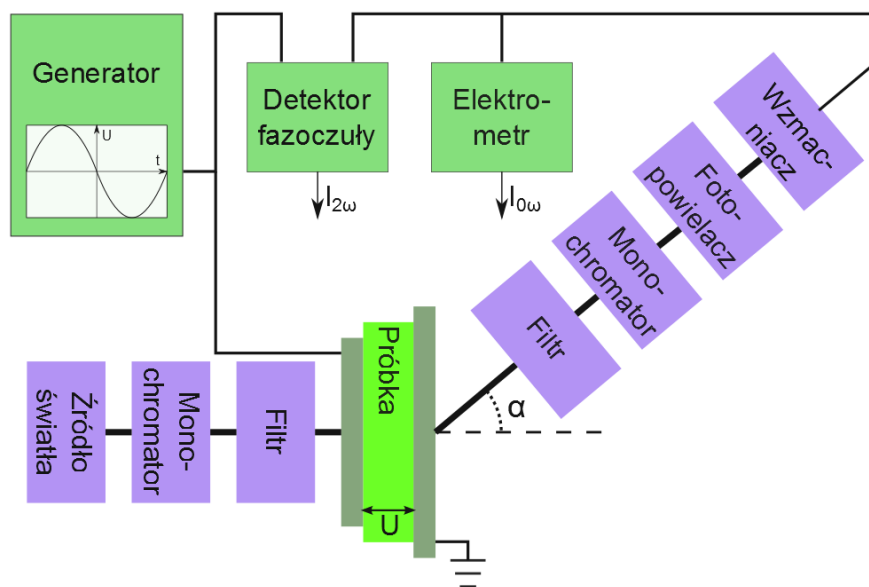 Generator
U
t
Detektor
fazoczuły
I2ω
Elektro-
metr
I0ω
Wzmac-
niacz
Foto-
powielacz
Mono-
chromator
Filtr
α
Próbka
U
Źródło
światła
Mono-
chromator
Filtr